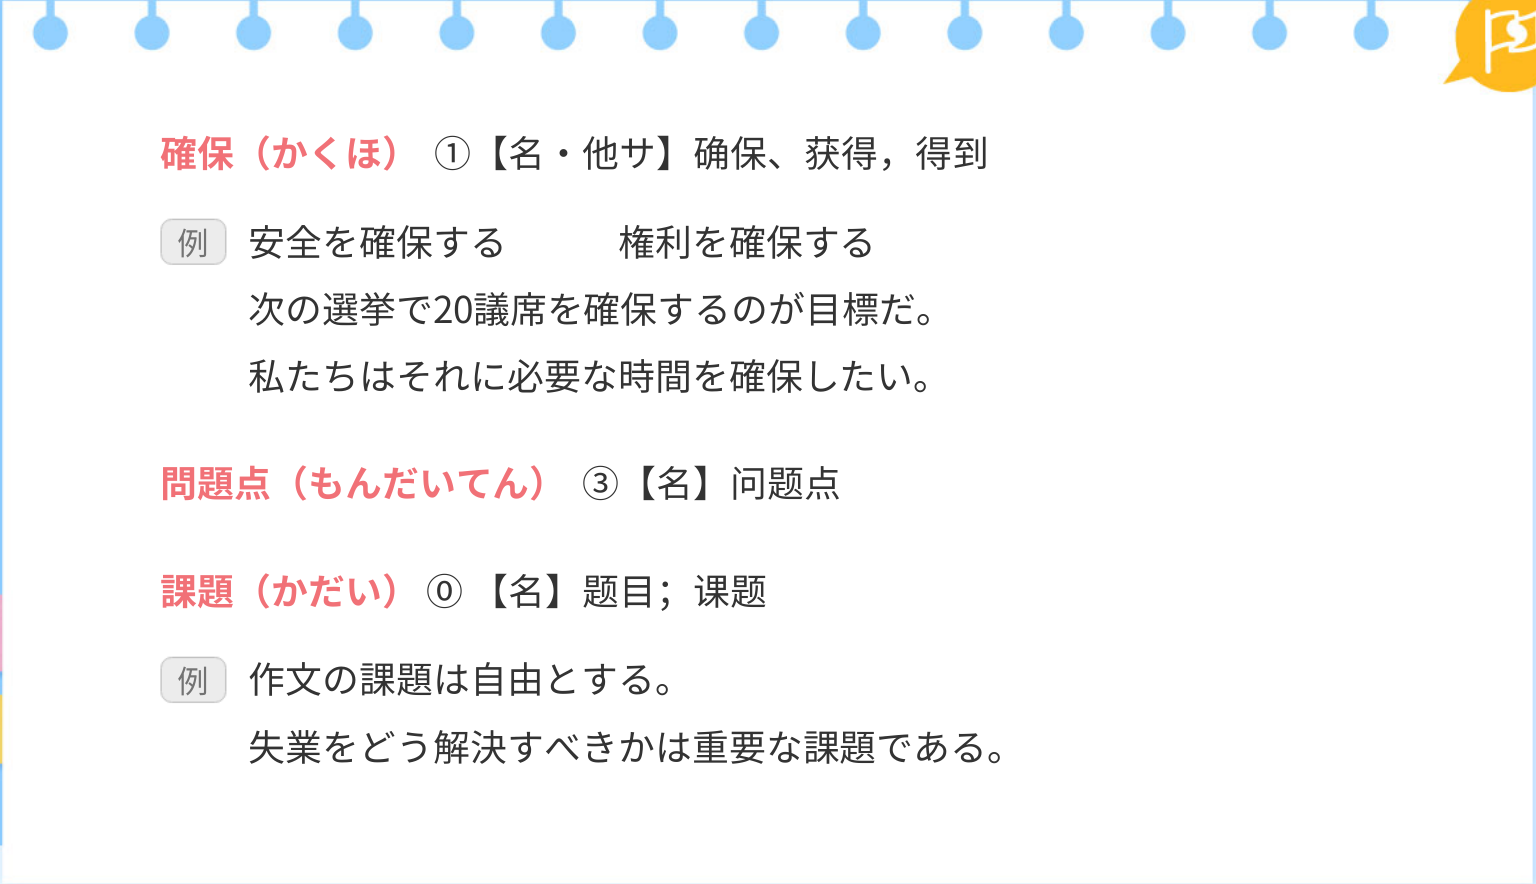 確保（かくほ） ①【名・他サ】确保、获得，得到
例 安全を確保する 権利を確保する
次の選挙で20議席を確保するのが目標だ。
私たちはそれに必要な時間を確保したい。
問題点（もんだいてん） ③【名】问题点
課題（かだい） ⓪ 【名】题目；课题
例 作文の課題は自由とする。
失業をどう解決すべきかは重要な課題である。